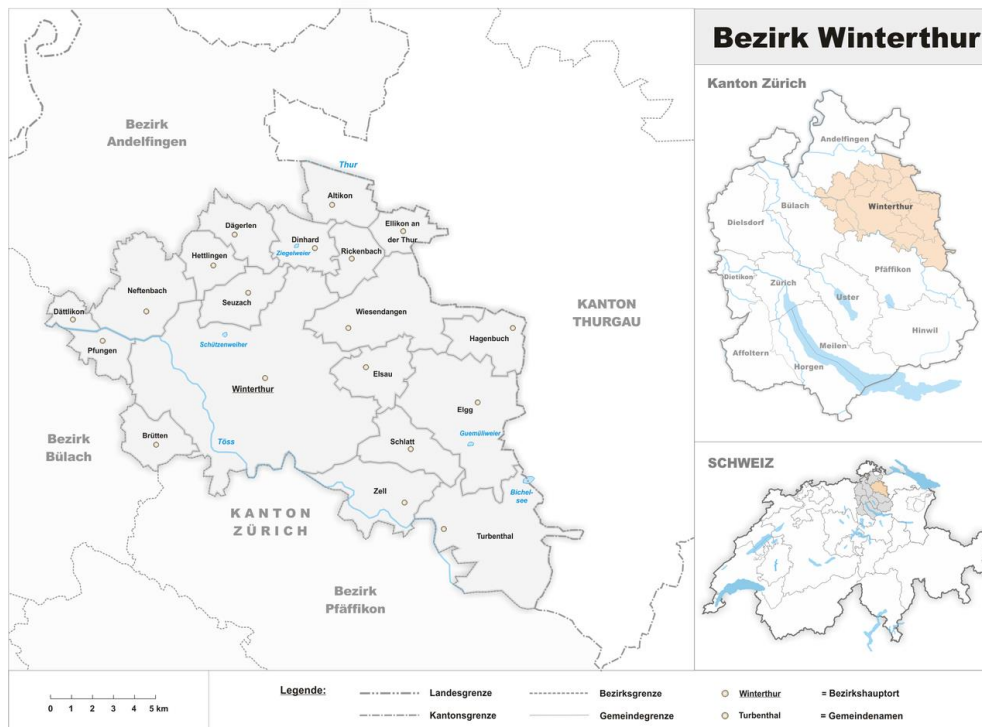 Bezirk Winterthur
Bezirk
Andelfingen
Thur
Altikon
Dägerlen
Ellikon an
der Thur
Dinhard
Ziegelweier
Rickenbach
Hettlingen
Neftenbach
Seuzach
Wiesendangen
KANTON
THURGAU
Dättlikon
Pfungen
Schützenweiher
Hagenbuch
Elsau
Winterthur
Elgg
Brütten
Töss
Schlatt
Guemüllweier
Bezirk
Bülach
Zell
Bichel-
see
KANTON
ZÜRICH
Turbenthal
Bezirk
Pfäffikon
Kanton Zürich
Andelfingen
Winterthur
Bülach
Dielsdorf
Pfäffikon
Dietikon
Zürich
Uster
Hinwil
Meilen
Affoltern
Horgen
SCHWEIZ
0 1 2 3 4 5 km
Legende:
Landesgrenze
Bezirksgrenze
Winterthur
= Bezirkshauptort
Kantonsgrenze
Gemeindegrenze
Turbenthal
= Gemeindenamen